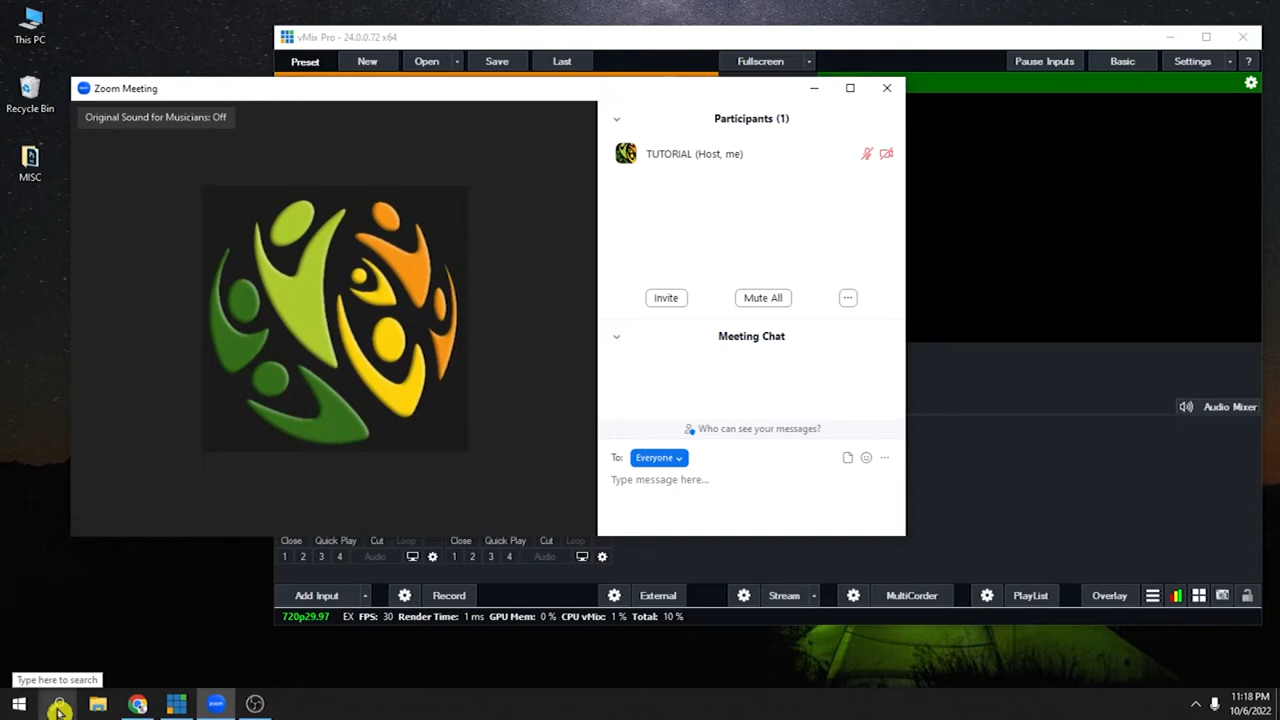 This PC
Recycle Bin
MISC
vMix Pro - 24.0.0.72 x64
Preset New Open Save Last Fullscreen Pause Inputs Basic Settings ?
Zoom Meeting
Original Sound for Musicians: Off
Participants (1)
TUTORIAL (Host, me)
Invite Mute All ...
Meeting Chat
Who can see your messages?
To: Everyone
Type message here...
Audio Mixer
Close Quick Play Cut Loop Close Quick Play Cut Loop
1 2 3 4 Audio 1 2 3 4 Audio
Add Input Record External Stream MultiCorder PlayList Overlay
720p29.97 EX FPS: 30 Render Time: 1 ms GPU Mem: 0 % CPU vMix: 1 % Total: 10 %
Type here to search
zoom
11:18 PM
10/6/2022